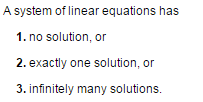 A system of linear equations has
1. no solution, or
2. exactly one solution, or
3. infinitely many solutions.